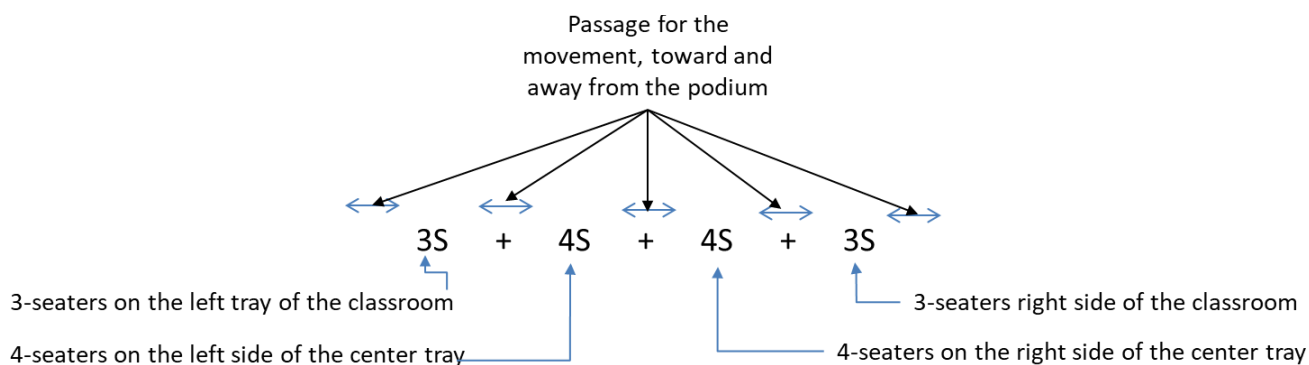 Passage for the
movement, toward and
away from the podium
3S + 4S + 4S + 3S
3-seaters on the left tray of the classroom
3-seaters right side of the classroom
4-seaters on the left side of the center tray
4-seaters on the right side of the center tray